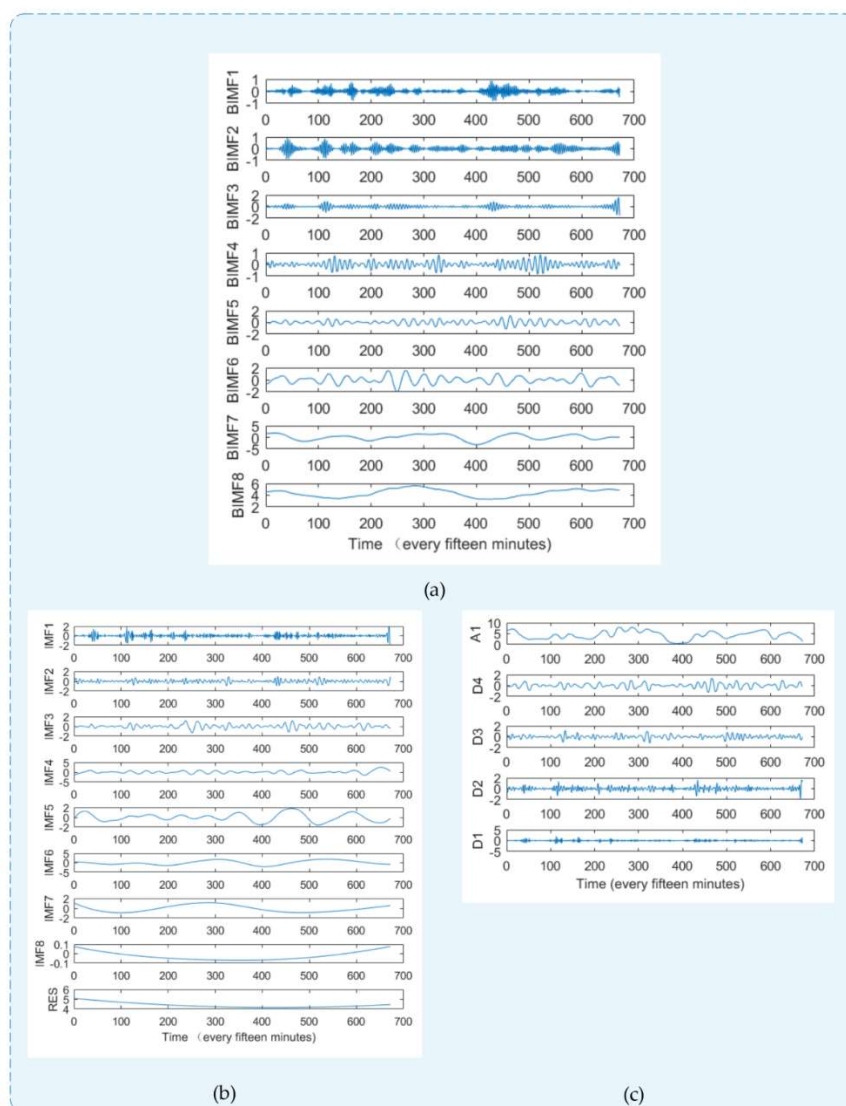 BIMF1
1
0
-1
0 100 200 300 400 500 600 700
BIMF2
1
0
-1
0 100 200 300 400 500 600 700
BIMF3
2
0
-2
0 100 200 300 400 500 600 700
BIMF4
1
0
-1
0 100 200 300 400 500 600 700
BIMF5
2
0
-2
0 100 200 300 400 500 600 700
BIMF6
2
0
-2
0 100 200 300 400 500 600 700
BIMF7
5
0
-5
0 100 200 300 400 500 600 700
BIMF8
6
4
2
0 100 200 300 400 500 600 700
Time （every fifteen minutes)
(a)
IMF1
2
0
-2
0 100 200 300 400 500 600 700
IMF2
2
0
-2
0 100 200 300 400 500 600 700
IMF3
2
0
-2
0 100 200 300 400 500 600 700
IMF4
5
0
-5
0 100 200 300 400 500 600 700
IMF5
2
0
-2
0 100 200 300 400 500 600 700
IMF6
5
0
-5
0 100 200 300 400 500 600 700
IMF7
2
0
-2
0 100 200 300 400 500 600 700
IMF8
0.1
0
-0.1
0 100 200 300 400 500 600 700
RES
6
5
4
0 100 200 300 400 500 600 700
Time （every fifteen minutes)
(b)
A1
10
5
0
0 100 200 300 400 500 600 700
D4
2
0
-2
0 100 200 300 400 500 600 700
D3
2
0
-2
0 100 200 300 400 500 600 700
D2
2
0
-2
0 100 200 300 400 500 600 700
D1
5
0
-5
0 100 200 300 400 500 600 700
Time (every fifteen minutes)
(c)